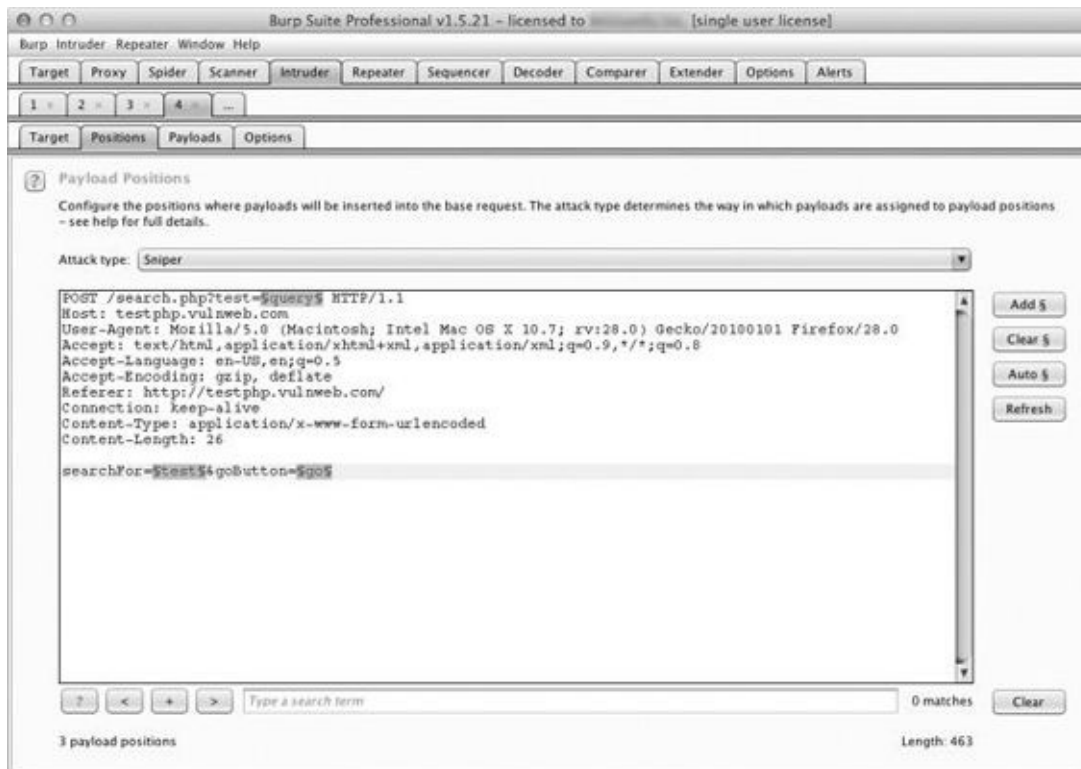 Burp Suite Professional v1.5.21 – licensed to [single user license]
Burp Intruder Repeater Window Help
Target Proxy Spider Scanner Intruder Repeater Sequencer Decoder Comparer Extender Options Alerts
1 × 2 × 3 × 4 × ...
Target Positions Payloads Options
? Payload Positions
Configure the positions where payloads will be inserted into the base request. The attack type determines the way in which payloads are assigned to payload positions
– see help for full details.
Attack type: Sniper
POST /search.php?test=§query§ HTTP/1.1
Host: testphp.vulnweb.com
User-Agent: Mozilla/5.0 (Macintosh; Intel Mac OS X 10.7; rv:28.0) Gecko/20100101 Firefox/28.0
Accept: text/html,application/xhtml+xml,application/xml;q=0.9,*/*;q=0.8
Accept-Language: en-US,en;q=0.5
Accept-Encoding: gzip, deflate
Referer: http://testphp.vulnweb.com/
Connection: keep-alive
Content-Type: application/x-www-form-urlencoded
Content-Length: 26
searchFor=§test§&goButton=§go§
Add §
Clear §
Auto §
Refresh
? < + > Type a search term 0 matches Clear
3 payload positions Length: 463